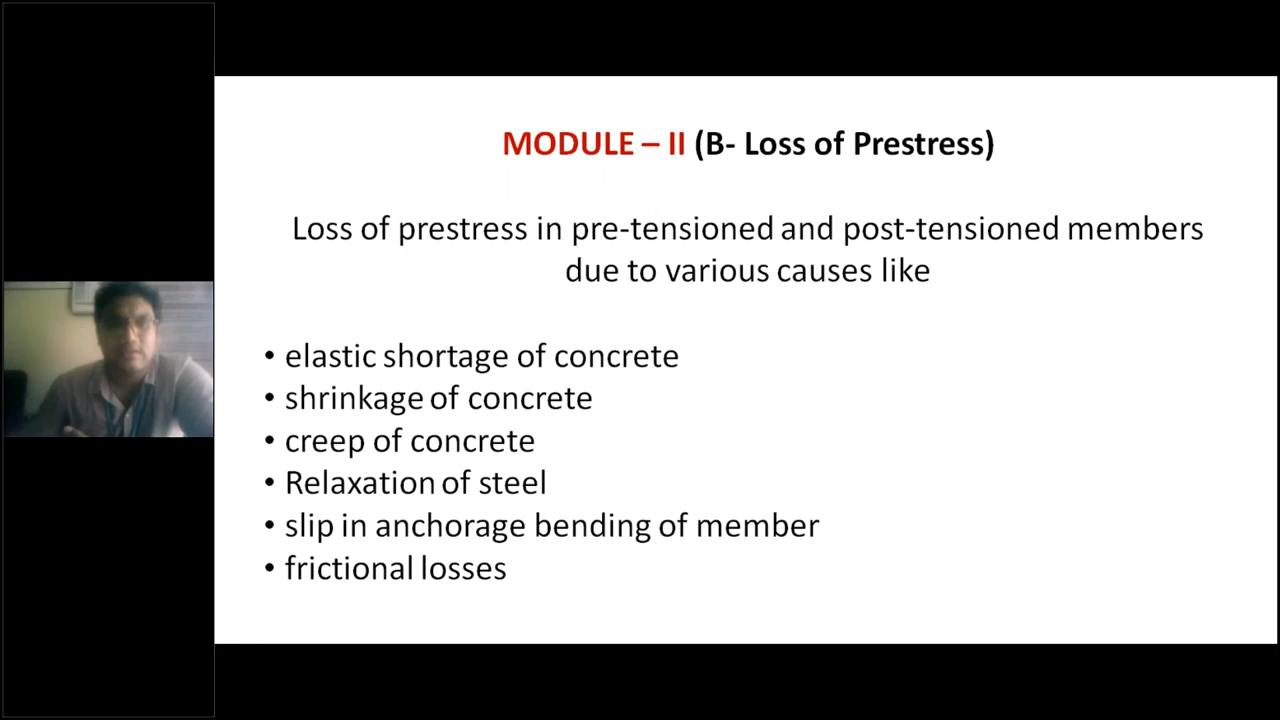 MODULE – II (B- Loss of Prestress)
Loss of prestress in pre-tensioned and post-tensioned members
due to various causes like
• elastic shortage of concrete
• shrinkage of concrete
• creep of concrete
• Relaxation of steel
• slip in anchorage bending of member
• frictional losses